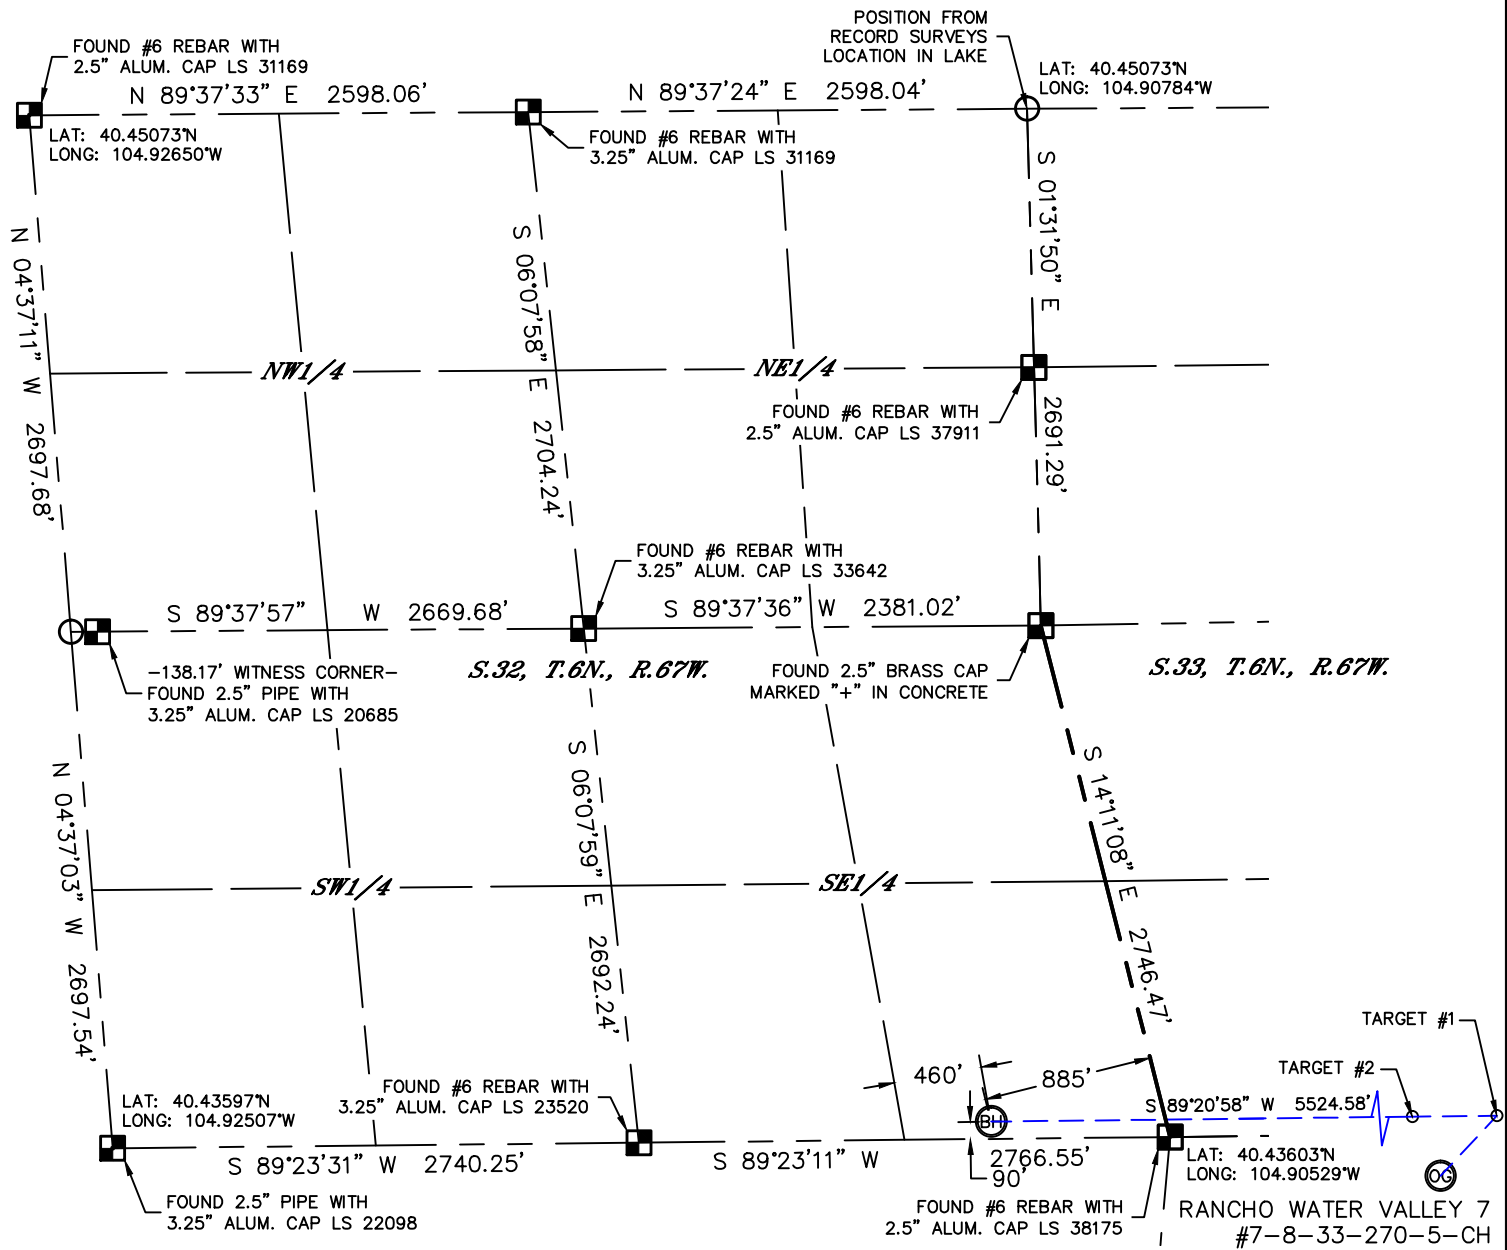 POSITION FROM
RECORD SURVEYS
LOCATION IN LAKE
FOUND #6 REBAR WITH
2.5" ALUM. CAP LS 31169
LAT: 40.45073°N
LONG: 104.90784°W
N 89°37'33" E 2598.06'
N 89°37'24" E 2598.04'
LAT: 40.45073°N
LONG: 104.92650°W
FOUND #6 REBAR WITH
3.25" ALUM. CAP LS 31169
N 04°37'11" W 2697.68'
S 06°07'58" E 2704.24'
S 01°31'50" E 2691.29'
NW1/4
NE1/4
FOUND #6 REBAR WITH
2.5" ALUM. CAP LS 37911
FOUND #6 REBAR WITH
3.25" ALUM. CAP LS 33642
S 89°37'57" W 2669.68'
S 89°37'36" W 2381.02'
-138.17' WITNESS CORNER-
FOUND 2.5" PIPE WITH
3.25" ALUM. CAP LS 20685
S.32, T.6N., R.67W.
FOUND 2.5" BRASS CAP
MARKED "+" IN CONCRETE
S.33, T.6N., R.67W.
N 04°37'03" W 2697.54'
S 06°07'59" E 2692.24'
S 14°11'08" E 2746.47'
SW1/4
SE1/4
TARGET #1
TARGET #2
460'
885'
FOUND #6 REBAR WITH
3.25" ALUM. CAP LS 23520
LAT: 40.43597°N
LONG: 104.92507°W
BH
S 89°20'58" W 5524.58'
S 89°23'31" W 2740.25'
S 89°23'11" W 2766.55'
90'
LAT: 40.43603°N
LONG: 104.90529°W
OG
FOUND 2.5" PIPE WITH
3.25" ALUM. CAP LS 22098
FOUND #6 REBAR WITH
2.5" ALUM. CAP LS 38175
RANCHO WATER VALLEY 7
#7-8-33-270-5-CH